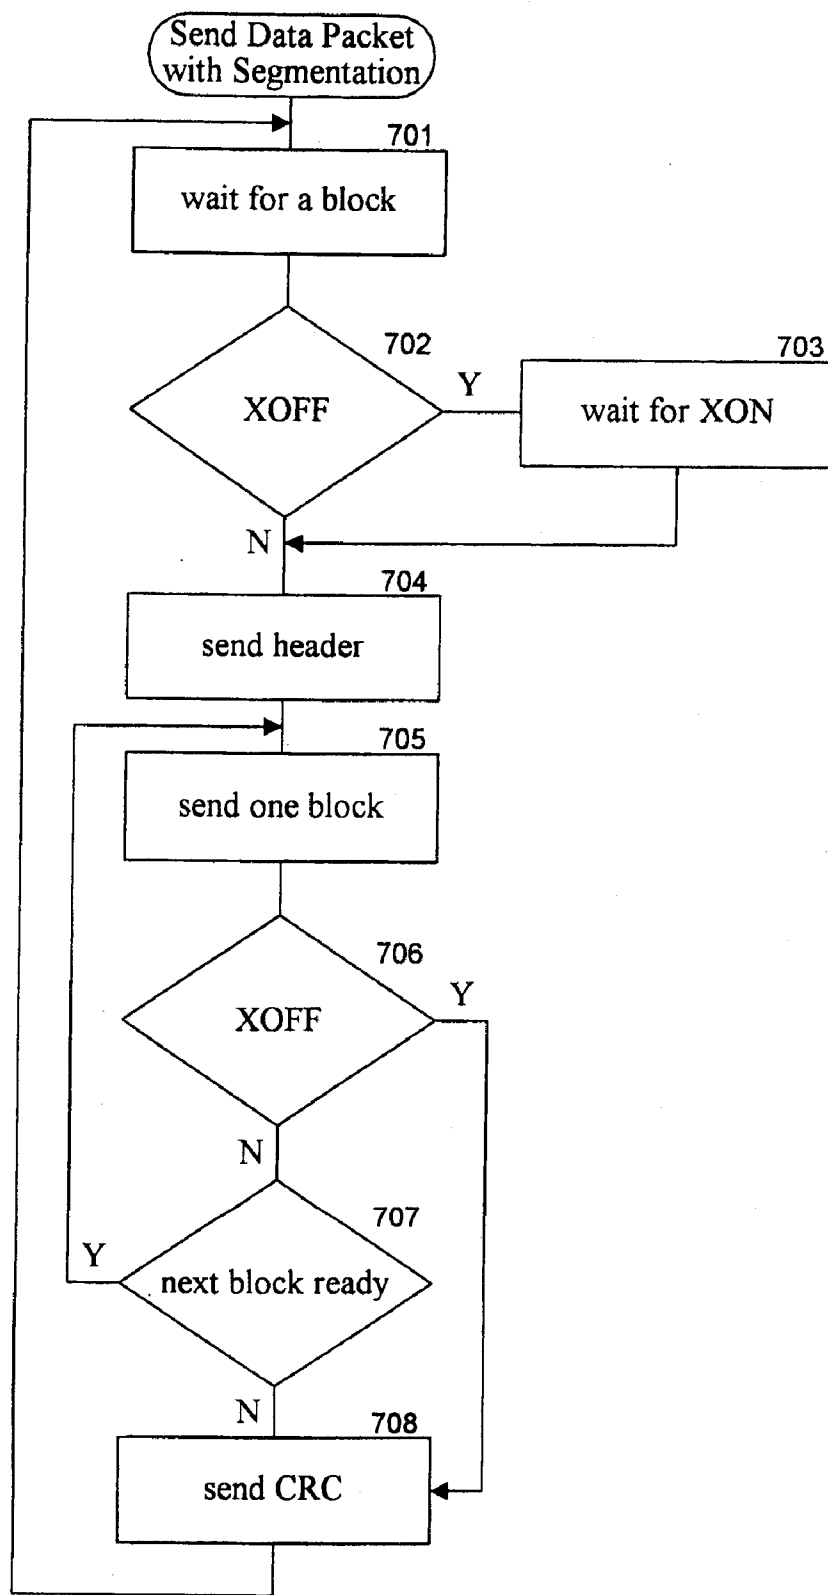 Send Data Packet
with Segmentation
701
wait for a block
702
XOFF
Y
703
wait for XON
N
704
send header
705
send one block
706
XOFF
Y
N
707
Y
next block ready
N
708
send CRC